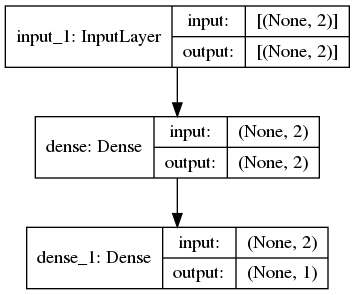 input_1: InputLayer
input:
[(None, 2)]
output:
[(None, 2)]
dense: Dense
input:
(None, 2)
output:
(None, 2)
dense_1: Dense
input:
(None, 2)
output:
(None, 1)